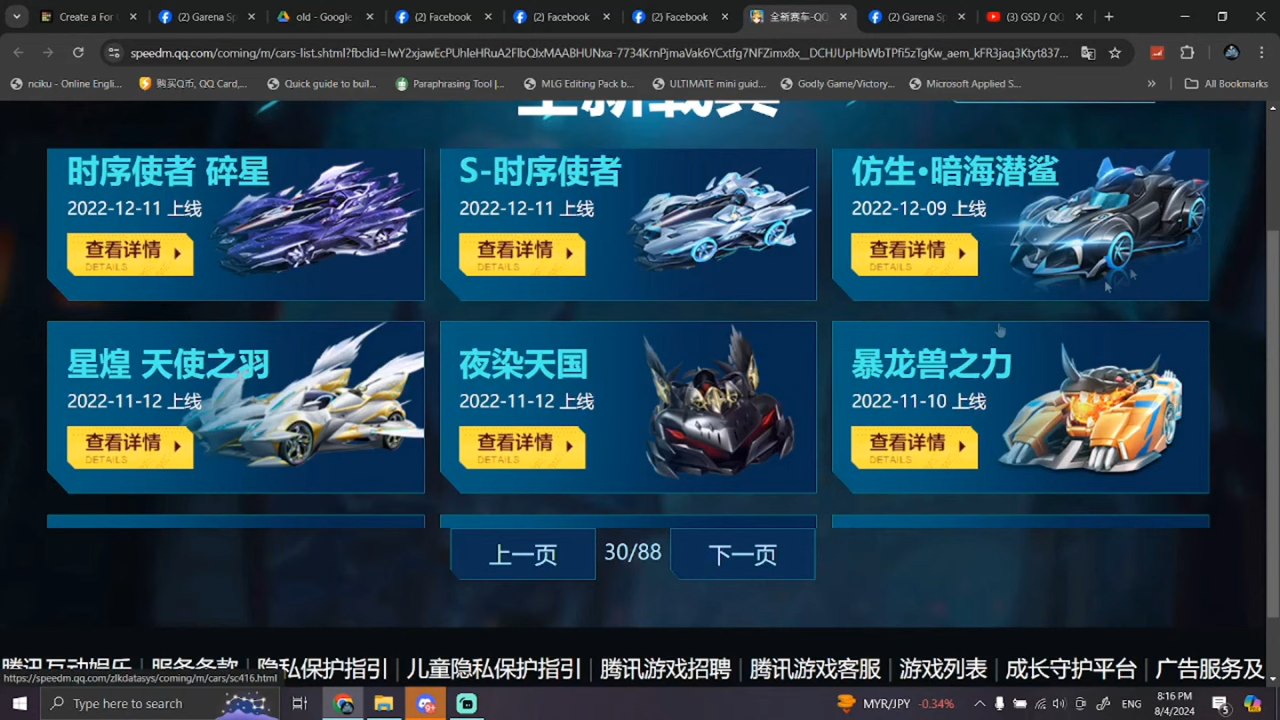 Create a For
(2) Garena Sp
old - Google
(2) Facebook
(2) Facebook
(2) Facebook
全新赛车-QQ
(2) Garena Sp
(3) GSD / QQ
speedm.qq.com/coming/m/cars-list.shtml?fbclid=IwY2xjawEcPUhleHRuA2FlbQIxMAABHUNxa-7734KrnPjmaVak6YCxtfg7NFZimx8x__DCHJUpHbWbTPfi5zTgKw_aem_kFR3jaq3Ktyt837...
nciku - Online Engli...
购买Q币, QQ Card,...
Quick guide to buil...
Paraphrasing Tool |...
MLG Editing Pack b...
ULTIMATE mini guid...
Godly Game/Victory...
Microsoft Applied S...
All Bookmarks
时序使者 碎星
2022-12-11 上线
查看详情
DETAILS
S-时序使者
2022-12-11 上线
查看详情
DETAILS
仿生·暗海潜鲨
2022-12-09 上线
查看详情
DETAILS
星煌 天使之羽
2022-11-12 上线
查看详情
DETAILS
夜染天国
2022-11-12 上线
查看详情
DETAILS
暴龙兽之力
2022-11-10 上线
查看详情
DETAILS
上一页 30/88 下一页
腾讯互动娱乐 | 服务条款 | 隐私保护指引 | 儿童隐私保护指引 | 腾讯游戏招聘 | 腾讯游戏客服 | 游戏列表 | 成长守护平台 | 广告服务及
https://speedm.qq.com/zlkdatasys/coming/m/cars/sc416.html
Type here to search
MYR/JPY -0.34%
ENG
8:16 PM
8/4/2024
5